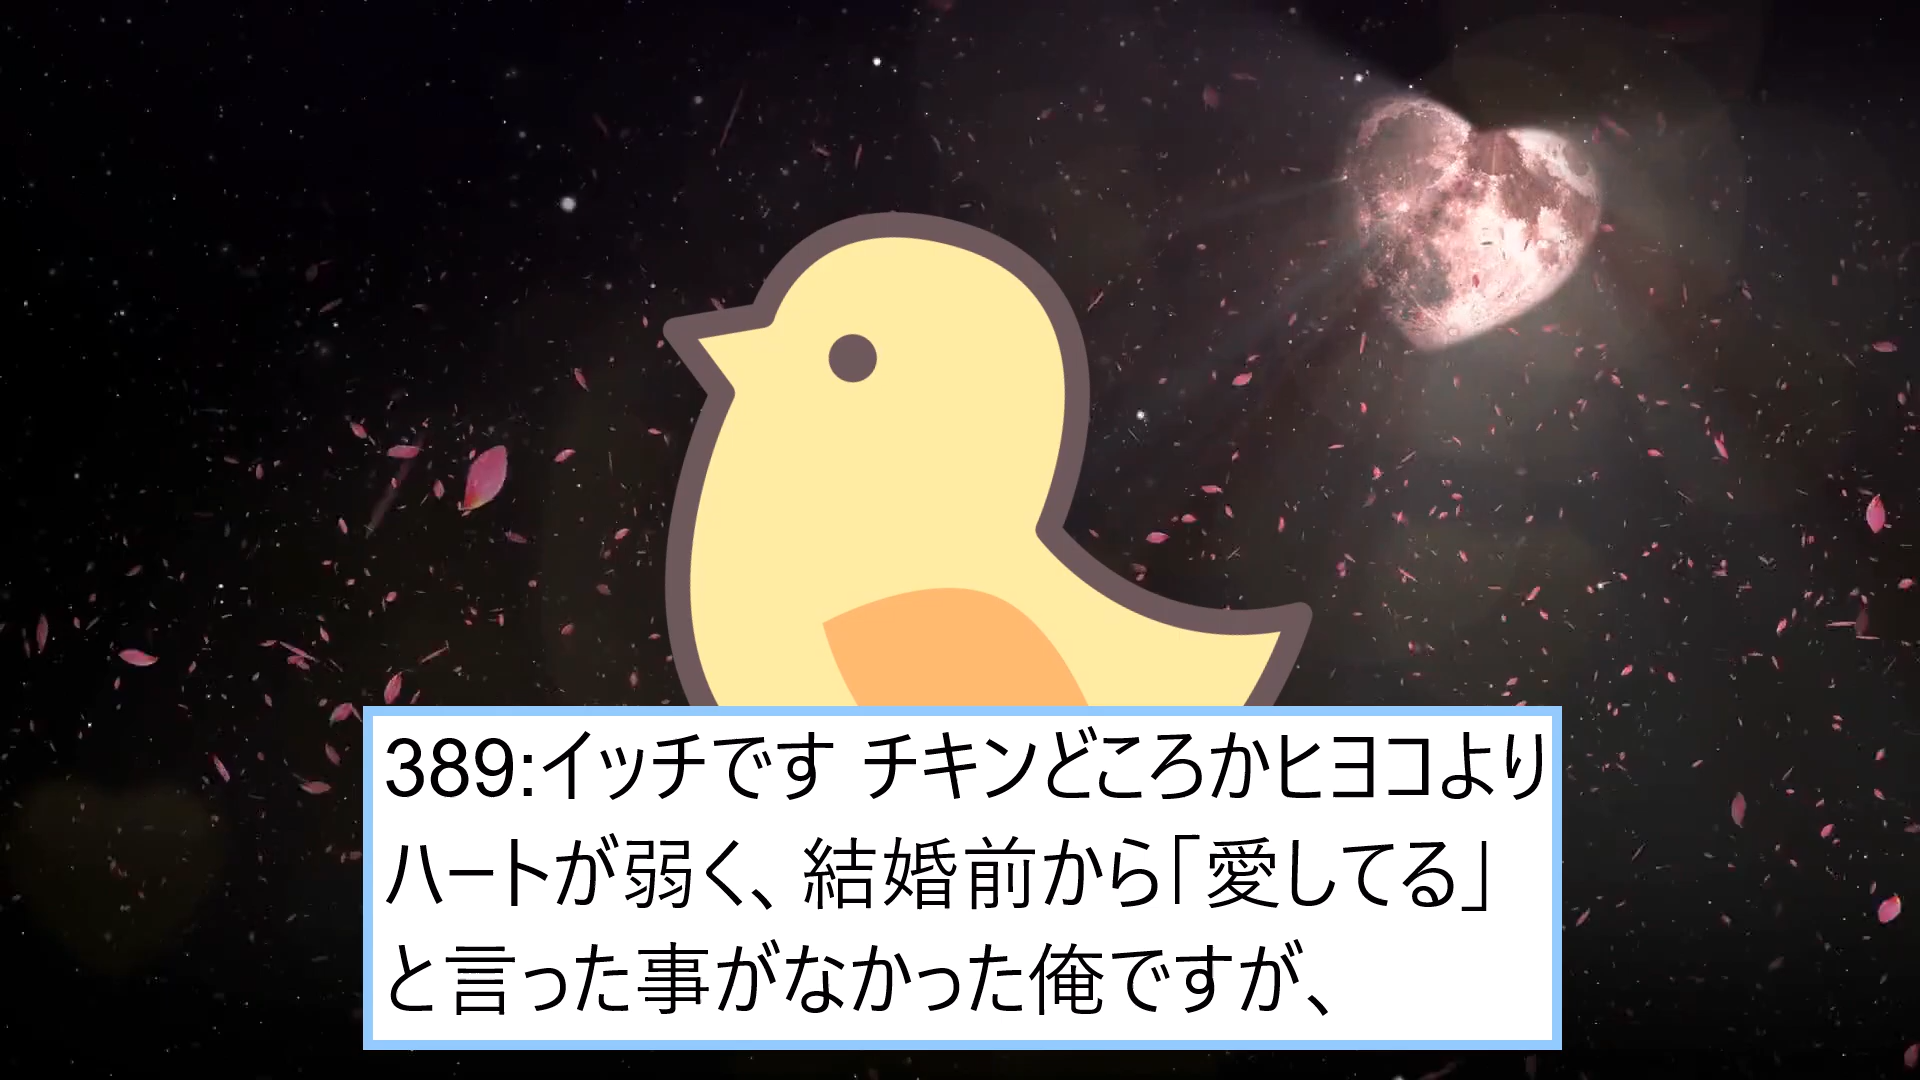 389:イッチです チキンどころかヒヨコより
ハートが弱く、結婚前から「愛してる」
と言った事がなかった俺ですが、